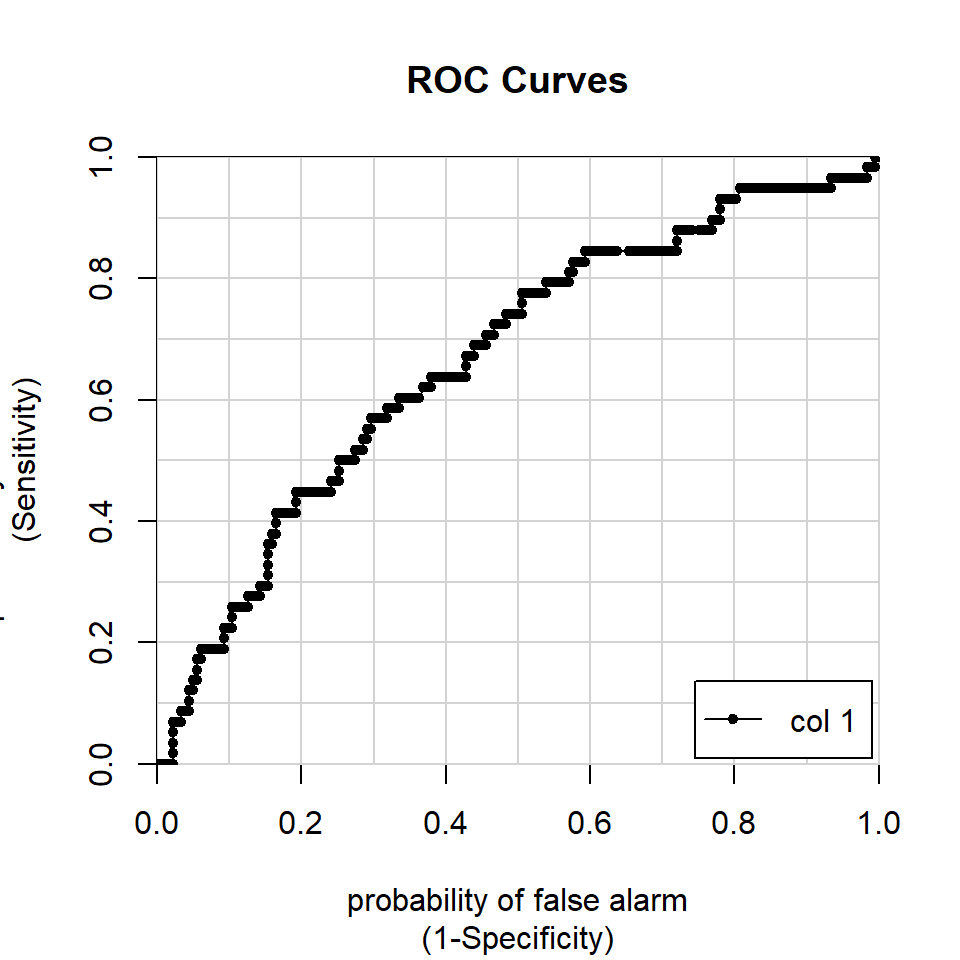 ROC Curves
1.0
0.8
0.6
0.4
0.2
0.0
(Sensitivity)
col 1
0.0 0.2 0.4 0.6 0.8 1.0
probability of false alarm
(1-Specificity)